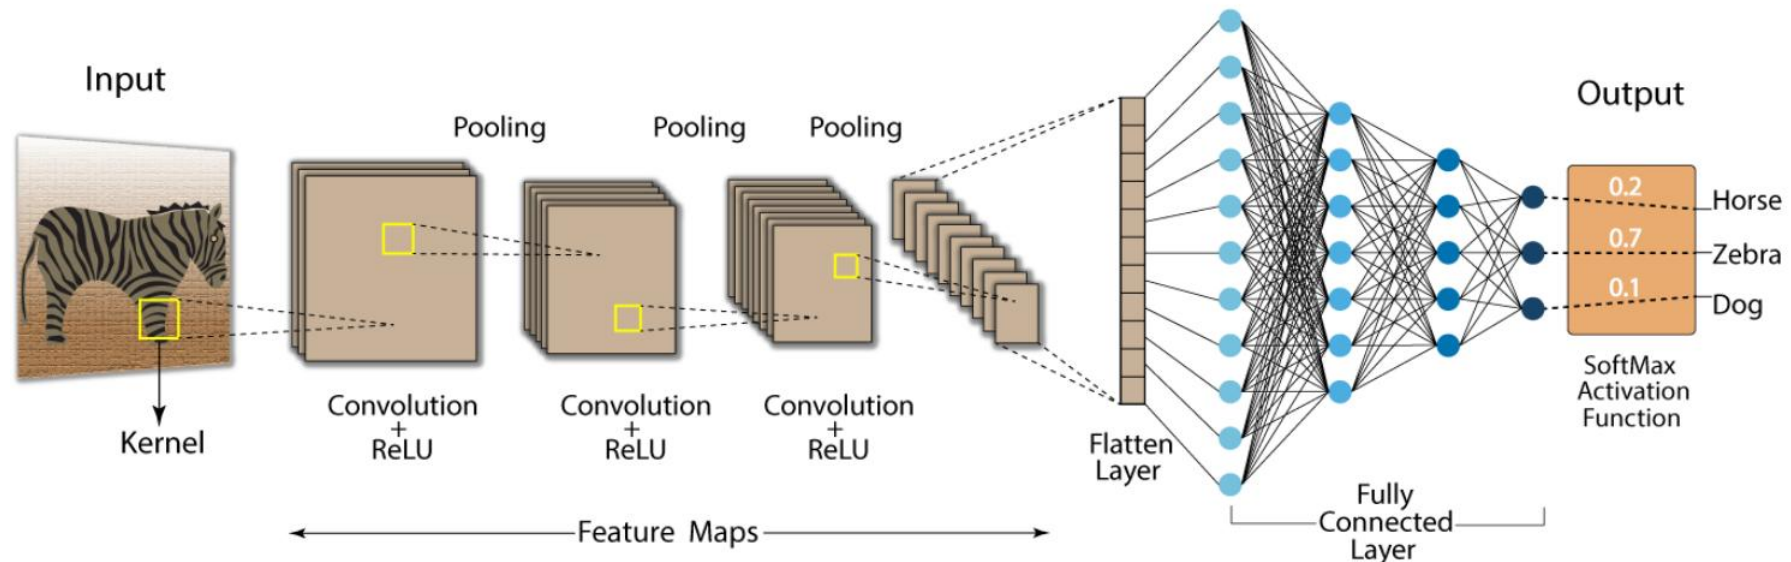 Input
Kernel
Pooling
Pooling
Pooling
Convolution
+
ReLU
Convolution
+
ReLU
Convolution
+
ReLU
Feature Maps
Flatten
Layer
Fully
Connected
Layer
Output
0.2
Horse
0.7
Zebra
0.1
Dog
SoftMax
Activation
Function